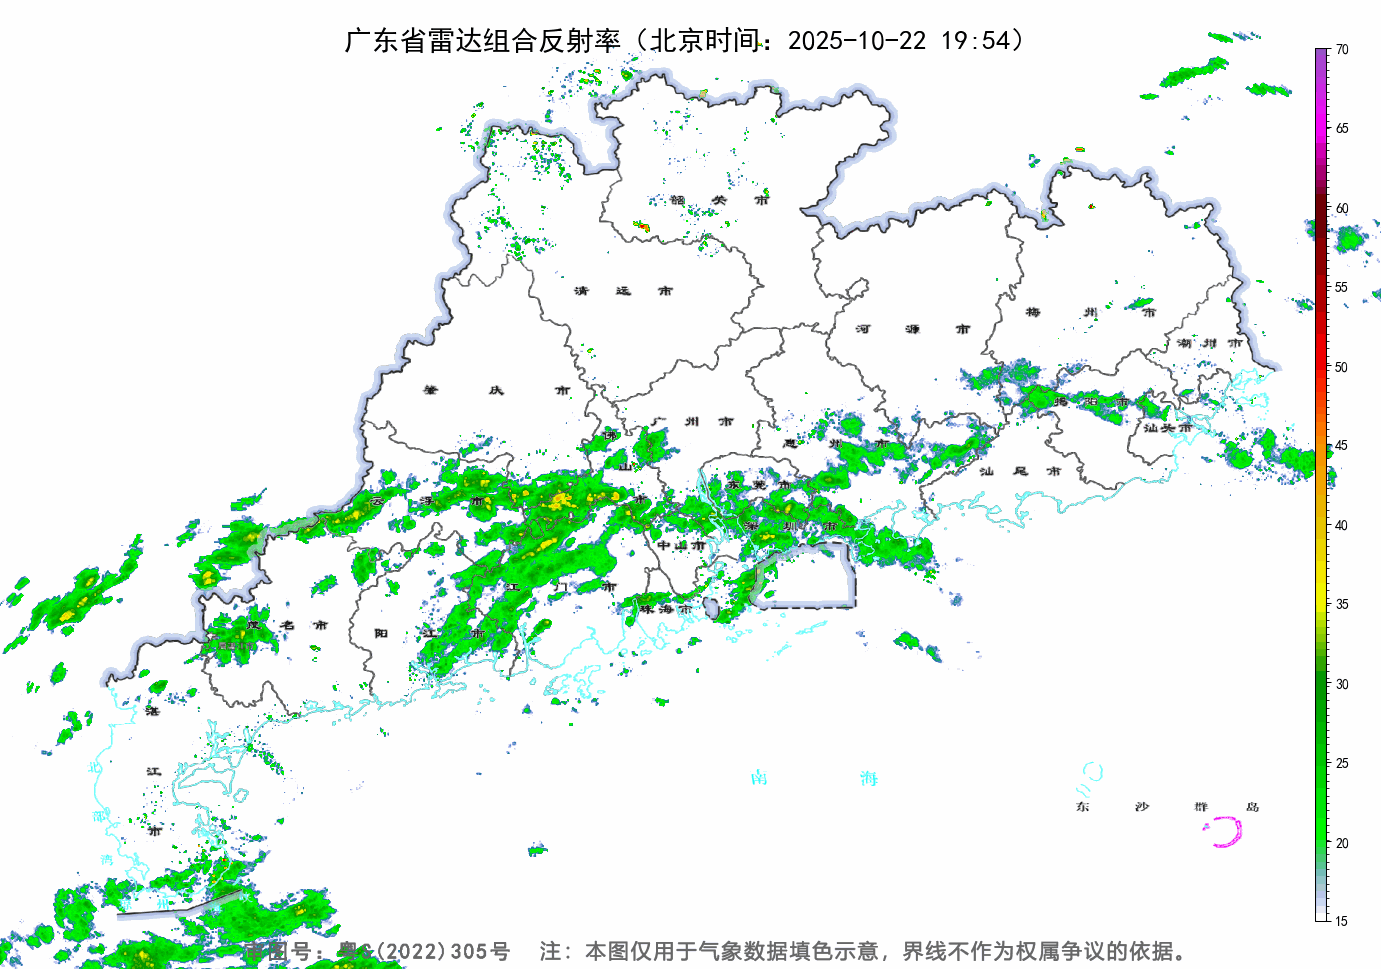 广东省雷达组合反射率（北京时间：2025-10-22 19:54）
70
65
60
55
50
45
40
35
30
25
20
15
韶关市
清远市
河源市
梅州市
潮州市
肇庆市
广州市
惠州市
揭阳市
汕头市
佛山市
汕尾市
云浮市
东莞市
深圳市
中山市
江门市
珠海市
茂名市
阳江市
湛江市
北部湾
琼州
南海
东沙群岛
审图号：粤S(2022)305号 注：本图仅用于气象数据填色示意，界线不作为权属争议的依据。